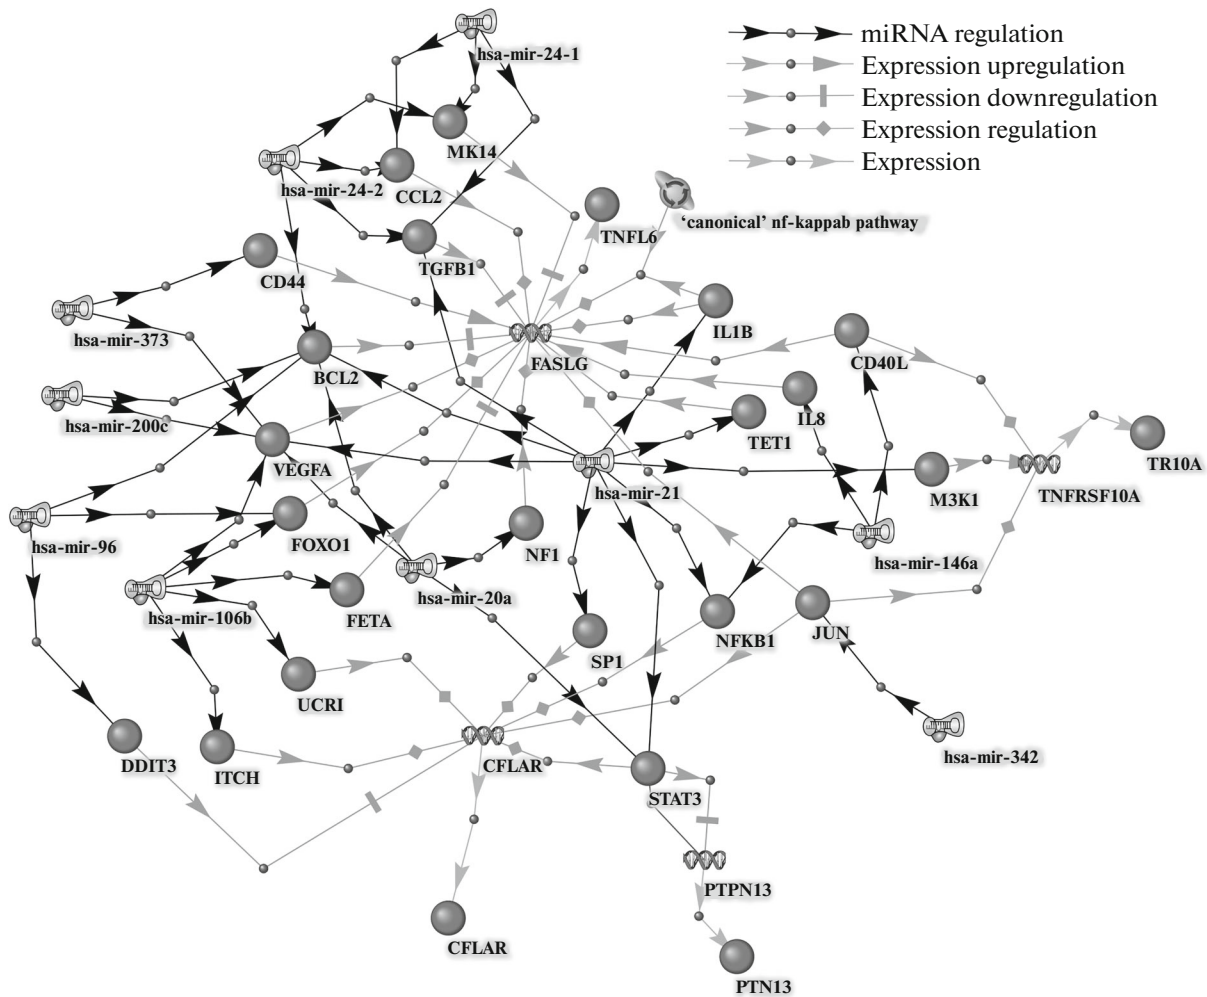 hsa-mir-24-1
miRNA regulation
Expression upregulation
Expression downregulation
Expression regulation
Expression
MK14
hsa-mir-24-2
CCL2
TNFL6
'canonical' nf-kappab pathway
TGFB1
CD44
hsa-mir-373
IL1B
FASLG
CD40L
BCL2
hsa-mir-200c
IL8
TET1
VEGFA
TR10A
hsa-mir-21
M3K1
TNFRSF10A
hsa-mir-96
FOXO1
NF1
hsa-mir-146a
hsa-mir-20a
hsa-mir-106b
FETA
SP1
NFKB1
JUN
UCRI
DDIT3
ITCH
CFLAR
STAT3
hsa-mir-342
PTPN13
CFLAR
PTN13